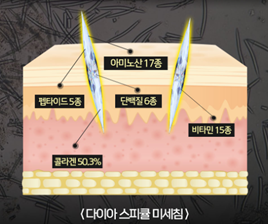 아미노산 17종
펩타이드 5종
단백질 6종
비타민 15종
콜라겐 50.3%
< 다이아 스피큘 미세침 >